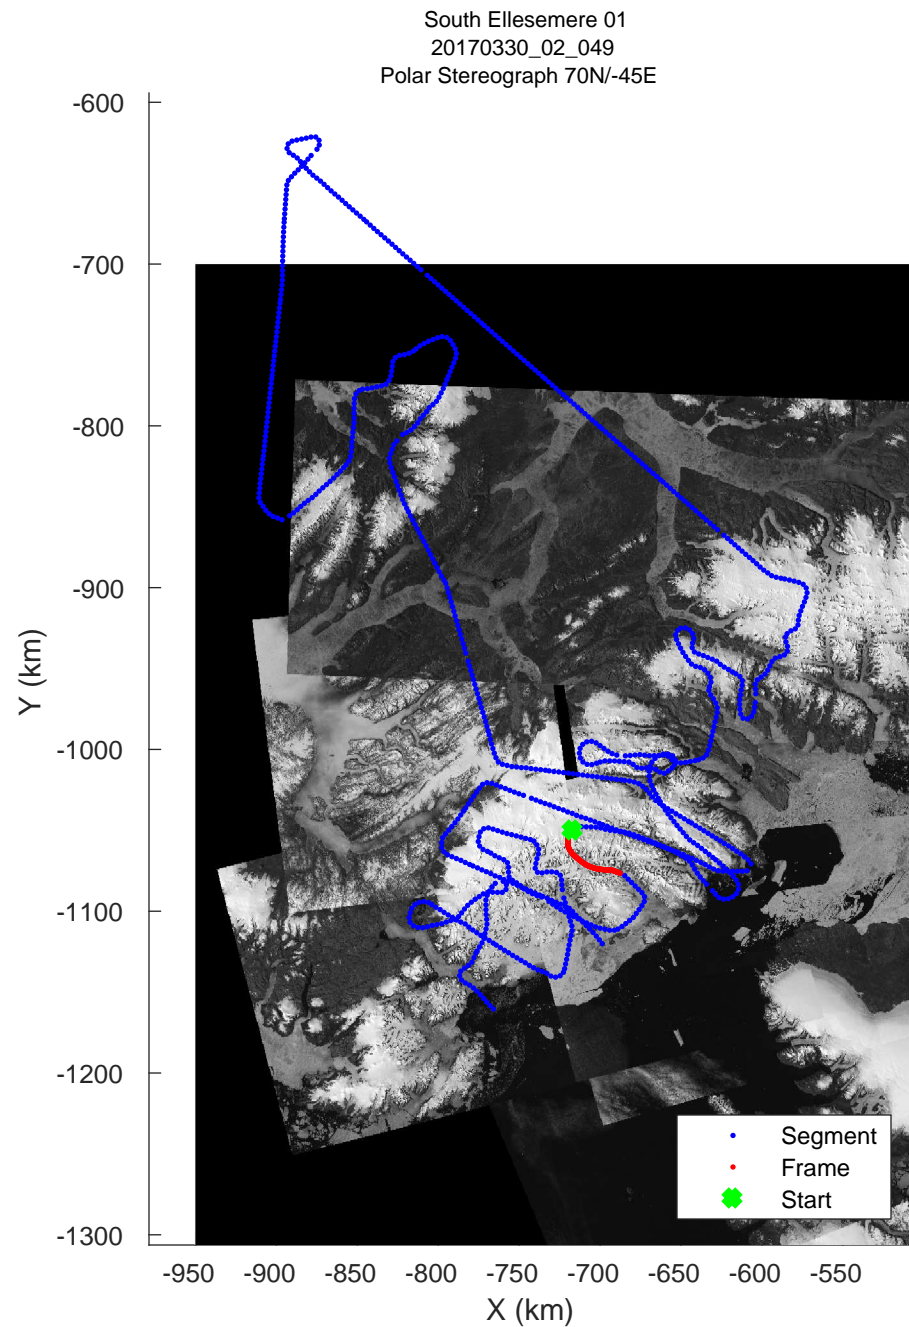 South Ellesemere 01
20170330_02_049
Polar Stereograph 70N/-45E
-600
-700
-800
-900
-1000
-1100
-1200
-1300
Y (km)
Segment
Frame
Start
-950 -900 -850 -800 -750 -700 -650 -600 -550
X (km)